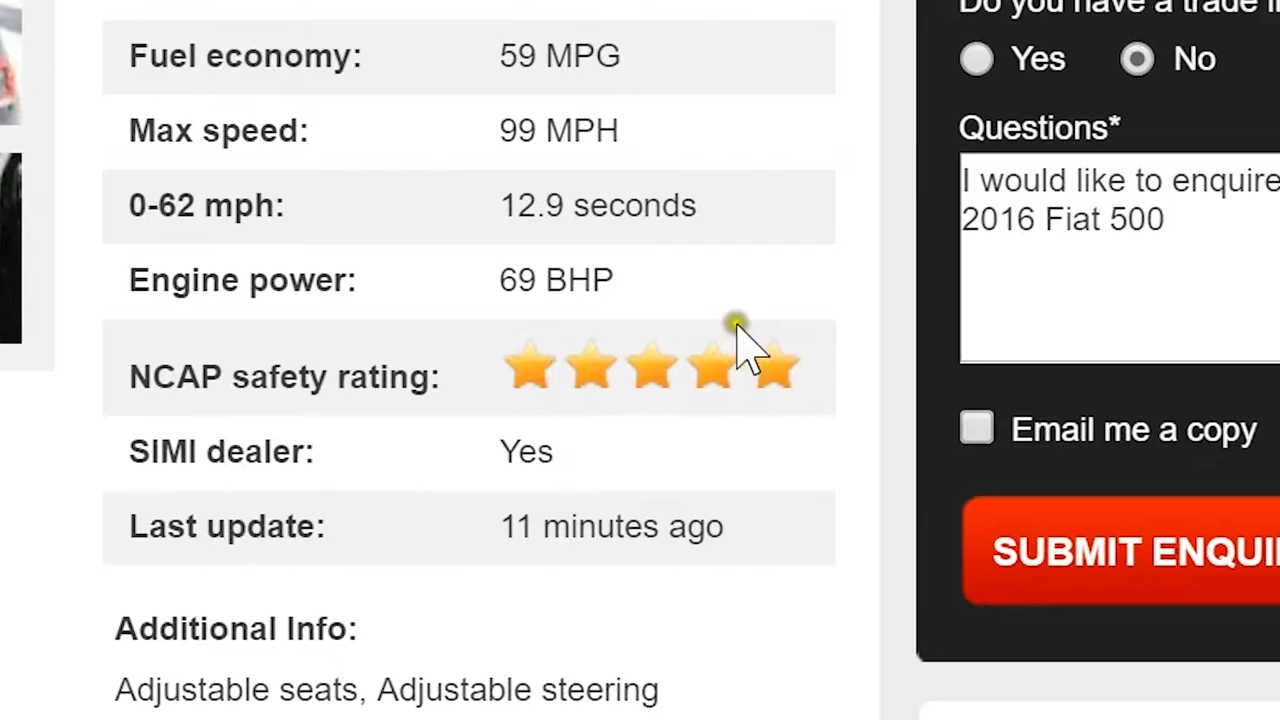 Fuel economy: 59 MPG
Max speed: 99 MPH
0-62 mph: 12.9 seconds
Engine power: 69 BHP
NCAP safety rating:
SIMI dealer: Yes
Last update: 11 minutes ago
Additional Info:
Adjustable seats, Adjustable steering
Do you have a trade i
Yes No
Questions*
I would like to enquire
2016 Fiat 500
Email me a copy
SUBMIT ENQUI